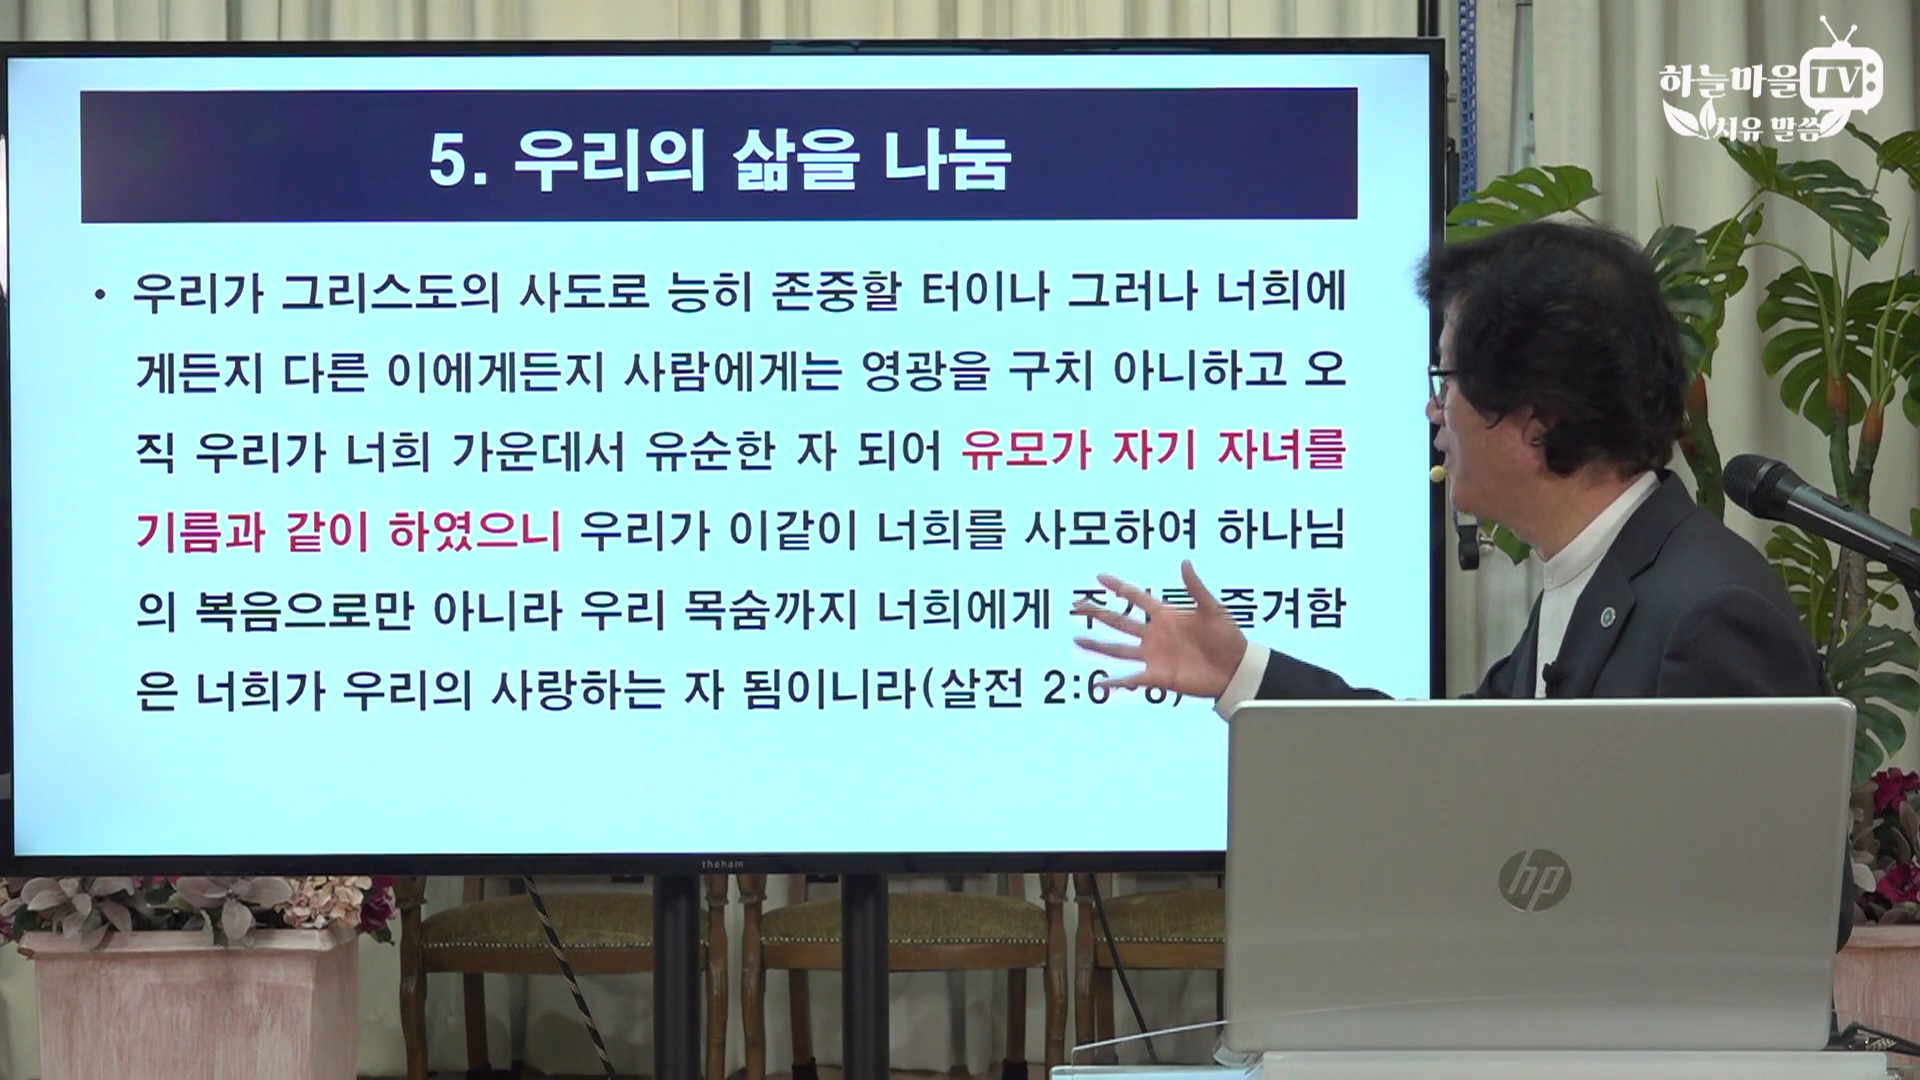 5. 우리의 삶을 나눔
• 우리가 그리스도의 사도로 능히 존중할 터이나 그러나 너희에
게든지 다른 이에게든지 사람에게는 영광을 구치 아니하고 오
직 우리가 너희 가운데서 유순한 자 되어 유모가 자기 자녀를
기름과 같이 하였으니 우리가 이같이 너희를 사모하여 하나님
의 복음으로만 아니라 우리 목숨까지 너희에게 주기를 즐겨함
은 너희가 우리의 사랑하는 자 됨이니라(살전 2:6~8)
하늘마을TV
치유 말씀
thoham
hp